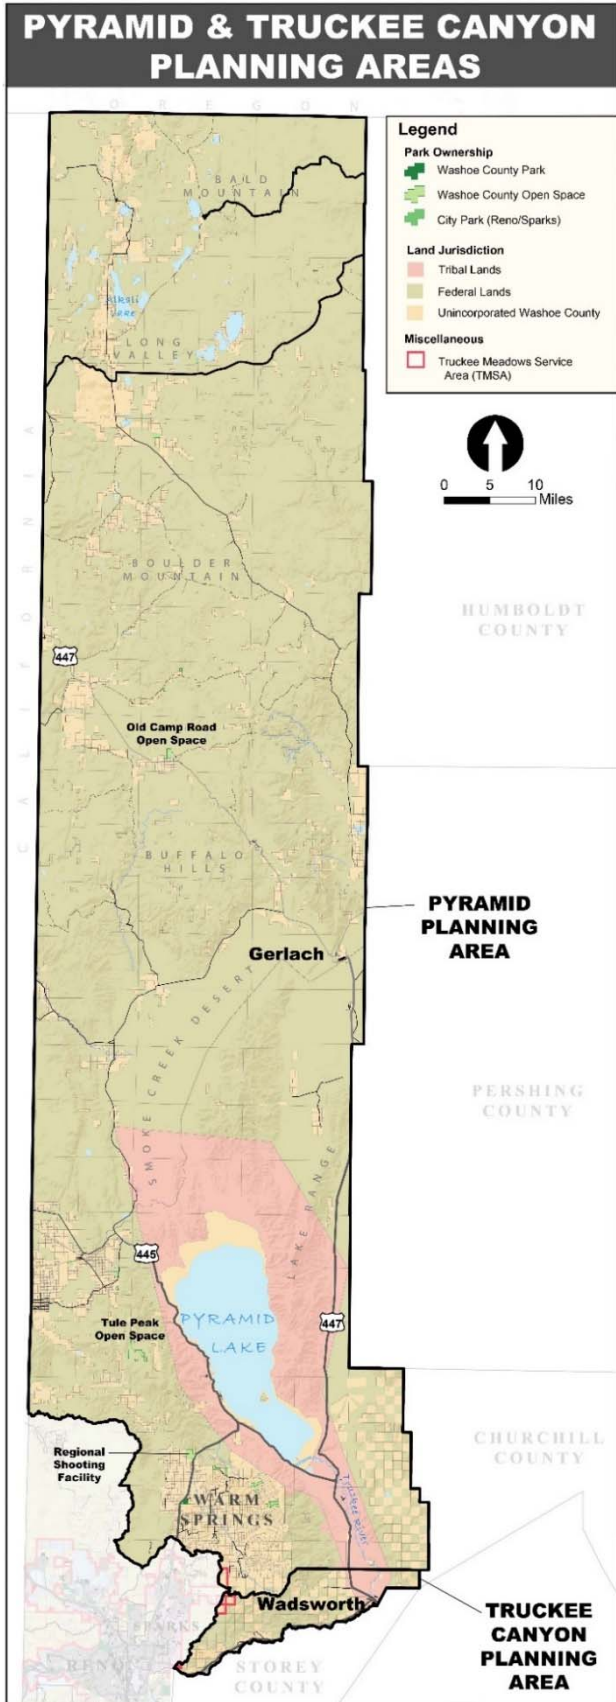 PYRAMID & TRUCKEE CANYON
PLANNING AREAS
OREGON
Legend
Park Ownership
Washoe County Park
Washoe County Open Space
City Park (Reno/Sparks)
Land Jurisdiction
Tribal Lands
Federal Lands
Unincorporated Washoe County
Miscellaneous
Truckee Meadows Service
Area (TMSA)
0 5 10
Miles
BALD
MOUNTAIN
Alkali
Lake
LONG
VALLEY
CALIFORNIA
BOULDER
MOUNTAIN
HUMBOLDT
COUNTY
447
Old Camp Road
Open Space
BUFFALO
HILLS
PYRAMID
PLANNING
AREA
Gerlach
SMOKE CREEK DESERT
PERSHING
COUNTY
LAKE RANGE
445
PYRAMID
LAKE
447
Tule Peak
Open Space
Regional
Shooting
Facility
CHURCHILL
COUNTY
WARM
SPRINGS
Truckee River
Wadsworth
TRUCKEE
CANYON
PLANNING
AREA
SPARKS
RENO
STOREY
COUNTY